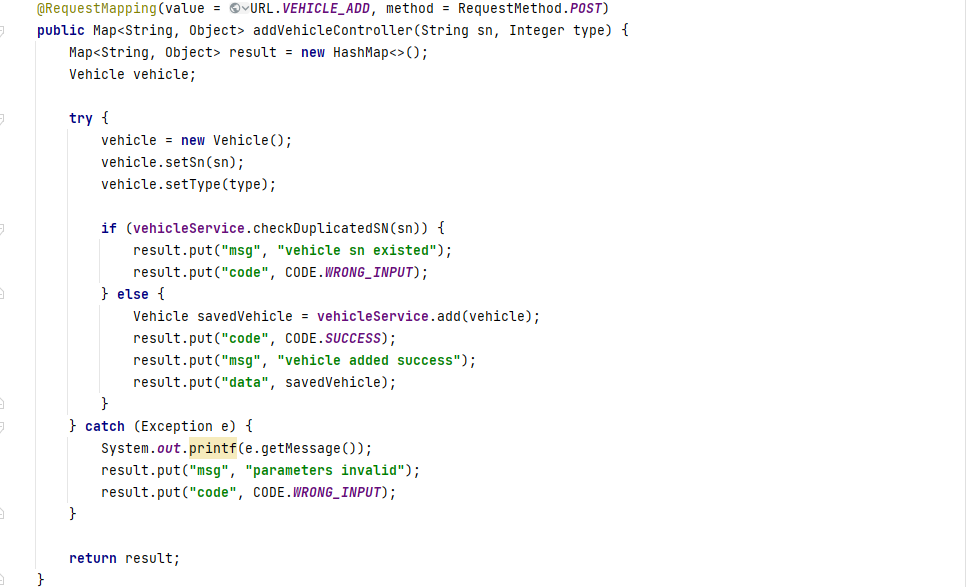 @RequestMapping(value = URL.VEHICLE_ADD, method = RequestMethod.POST)
public Map<String, Object> addVehicleController(String sn, Integer type) {
    Map<String, Object> result = new HashMap<>();
    Vehicle vehicle;

    try {
        vehicle = new Vehicle();
        vehicle.setSn(sn);
        vehicle.setType(type);

        if (vehicleService.checkDuplicatedSN(sn)) {
            result.put("msg", "vehicle sn existed");
            result.put("code", CODE.WRONG_INPUT);
        } else {
            Vehicle savedVehicle = vehicleService.add(vehicle);
            result.put("code", CODE.SUCCESS);
            result.put("msg", "vehicle added success");
            result.put("data", savedVehicle);
        }
    } catch (Exception e) {
        System.out.printf(e.getMessage());
        result.put("msg", "parameters invalid");
        result.put("code", CODE.WRONG_INPUT);
    }

    return result;
}